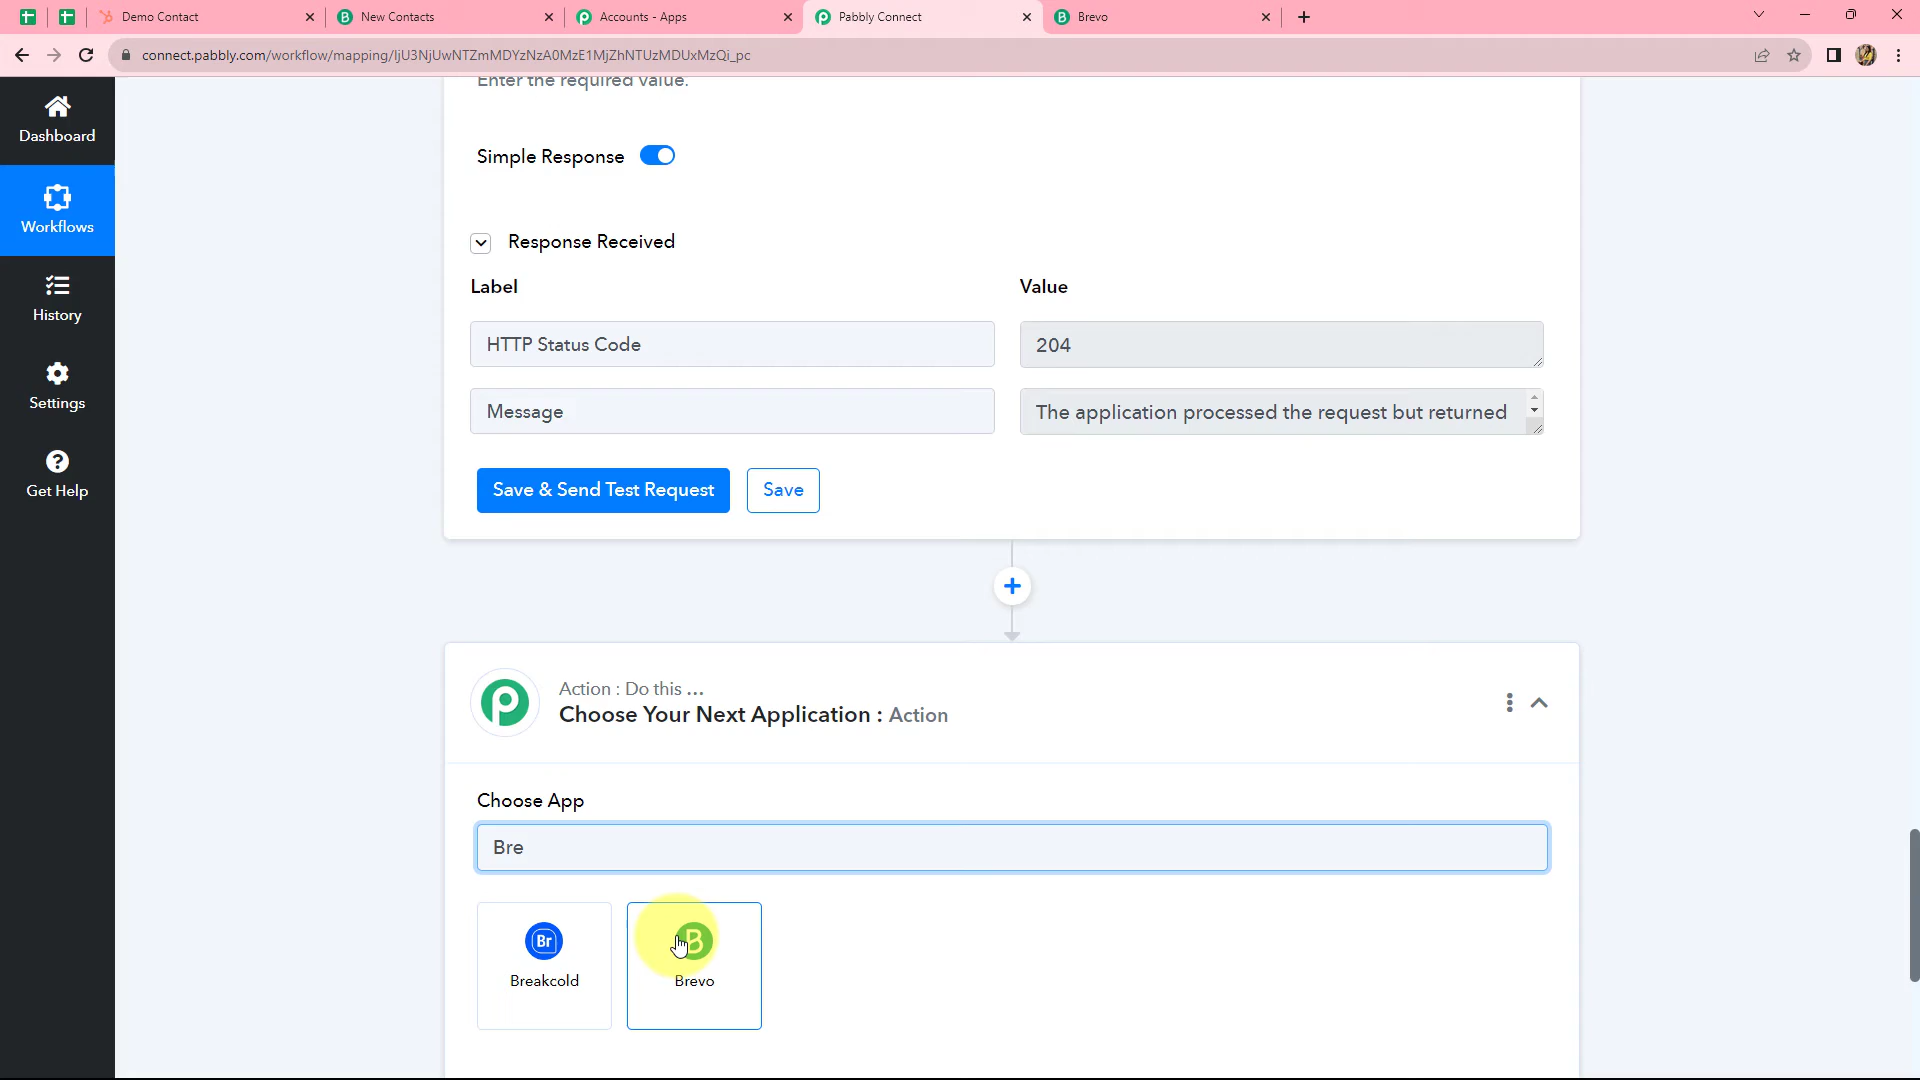 Demo Contact
New Contacts
Accounts - Apps
Pabbly Connect
Brevo
connect.pabbly.com/workflow/mapping/IjU3NjUwNTZmMDYzNzA0MzE1MjZhNTUzMDUxMzQi_pc
Dashboard
Workflows
History
Settings
Get Help
Enter the required value.
Simple Response
Response Received
Label
Value
HTTP Status Code
204
Message
The application processed the request but returned
Save & Send Test Request
Save
Action : Do this ...
Choose Your Next Application : Action
Choose App
Bre
Br
Breakcold
B
Brevo